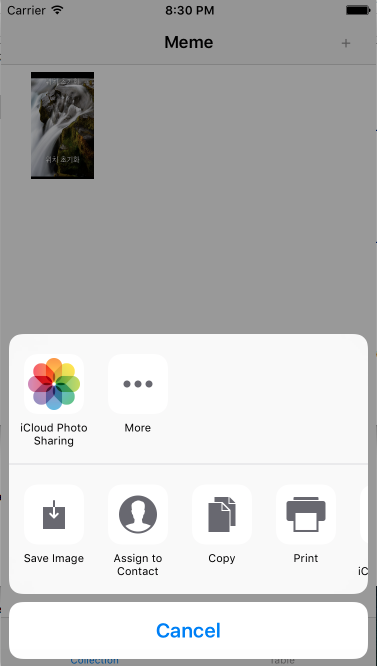 Carrier 8:30 PM
Meme +
위치 초기화
iCloud Photo
Sharing
More
Save Image
Assign to
Contact
Copy
Print
iC
Cancel
Collection Table